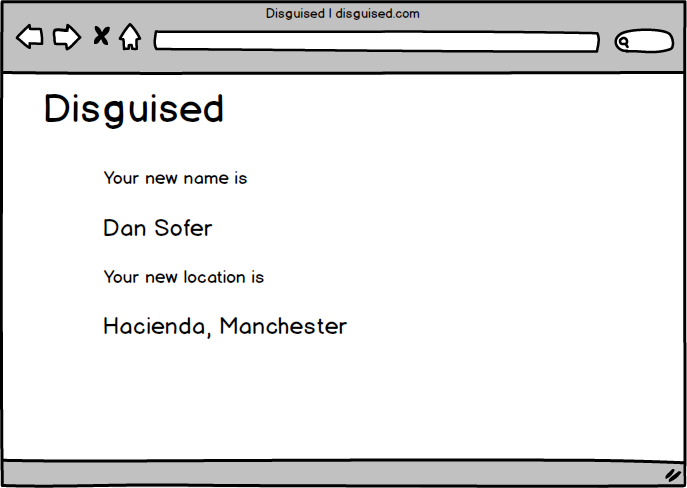 Disguised | disguised.com
Disguised
Your new name is
Dan Sofer
Your new location is
Hacienda, Manchester